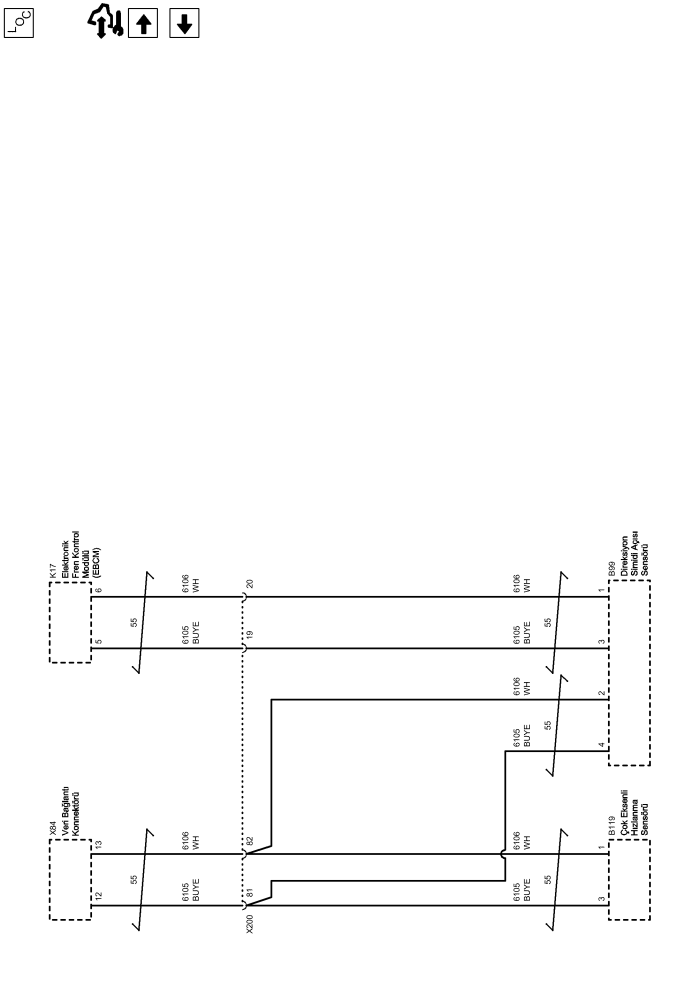 LOC
X84
Veri Bağlantı
Konnektörü
K17
Elektronik
Fren Kontrol
Modülü
(EBCM)
12
13
5
6
55
55
6105
BUYE
6106
WH
6105
BUYE
6106
WH
X200
81
82
19
20
6105
BUYE
6106
WH
6105
BUYE
6106
WH
6105
BUYE
6106
WH
55
55
55
3
1
4
2
3
1
B119
Çok Eksenli
Hızlanma
Sensörü
B99
Direksiyon
Simidi Açısı
Sensörü